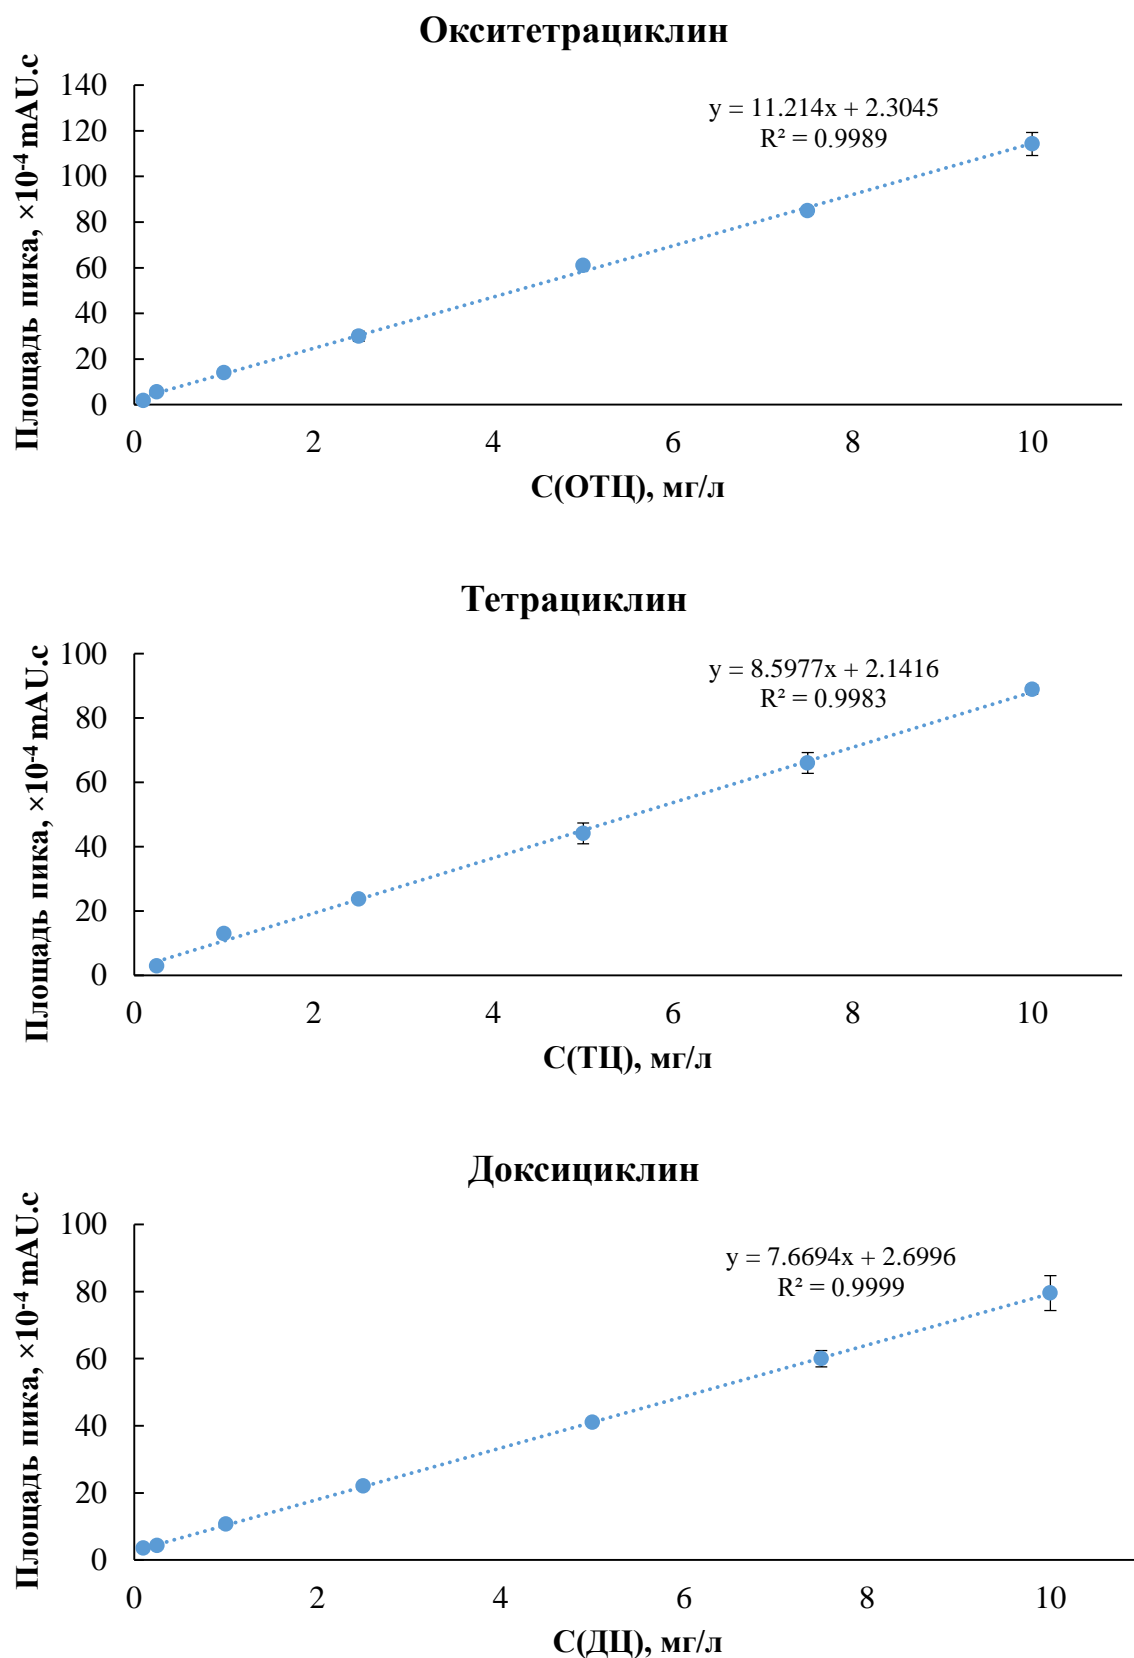 Окситетрациклин
Площадь пика, ×10⁻⁴ mAU.c
140
120
100
80
60
40
20
0
y = 11.214x + 2.3045
R² = 0.9989
0 2 4 6 8 10
С(ОТЦ), мг/л
Тетрациклин
Площадь пика, ×10⁻⁴ mAU.c
100
80
60
40
20
0
y = 8.5977x + 2.1416
R² = 0.9983
0 2 4 6 8 10
С(ТЦ), мг/л
Доксициклин
Площадь пика, ×10⁻⁴ mAU.c
100
80
60
40
20
0
y = 7.6694x + 2.6996
R² = 0.9999
0 2 4 6 8 10
С(ДЦ), мг/л